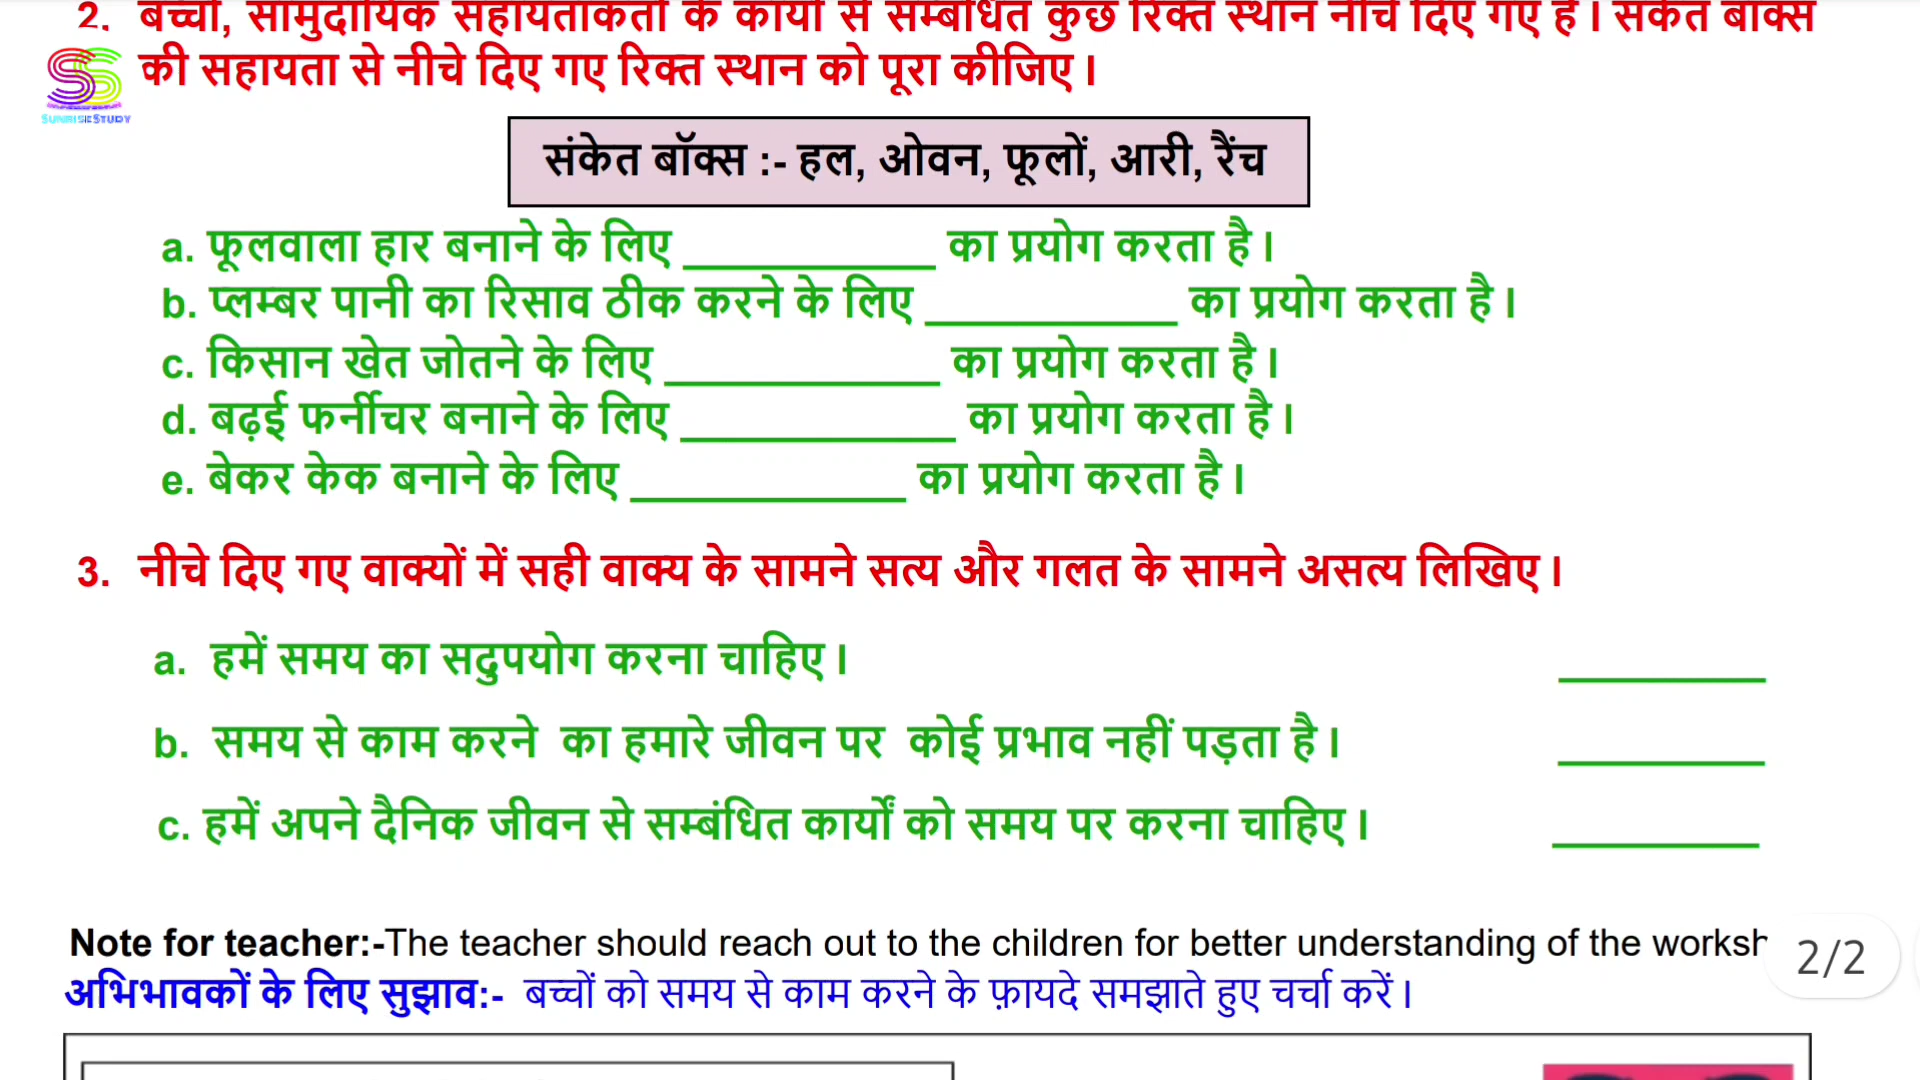 2. बच्चों, सामुदायिक सहायताकर्ता के कार्यों से सम्बंधित कुछ रिक्त स्थान नीचे दिए गए हैं । संकेत बॉक्स
की सहायता से नीचे दिए गए रिक्त स्थान को पूरा कीजिए ।
SUNRISE STUDY
संकेत बॉक्स :- हल, ओवन, फूलों, आरी, रैंच
a. फूलवाला हार बनाने के लिए ____________ का प्रयोग करता है ।
b. प्लम्बर पानी का रिसाव ठीक करने के लिए ____________ का प्रयोग करता है ।
c. किसान खेत जोतने के लिए _____________ का प्रयोग करता है ।
d. बढ़ई फर्नीचर बनाने के लिए _____________ का प्रयोग करता है ।
e. बेकर केक बनाने के लिए _____________ का प्रयोग करता है ।
3. नीचे दिए गए वाक्यों में सही वाक्य के सामने सत्य और गलत के सामने असत्य लिखिए ।
a. हमें समय का सदुपयोग करना चाहिए । __________
b. समय से काम करने का हमारे जीवन पर कोई प्रभाव नहीं पड़ता है । __________
c. हमें अपने दैनिक जीवन से सम्बंधित कार्यों को समय पर करना चाहिए । __________
Note for teacher:-The teacher should reach out to the children for better understanding of the worksh
2/2
अभिभावकों के लिए सुझाव:- बच्चों को समय से काम करने के फ़ायदे समझाते हुए चर्चा करें ।